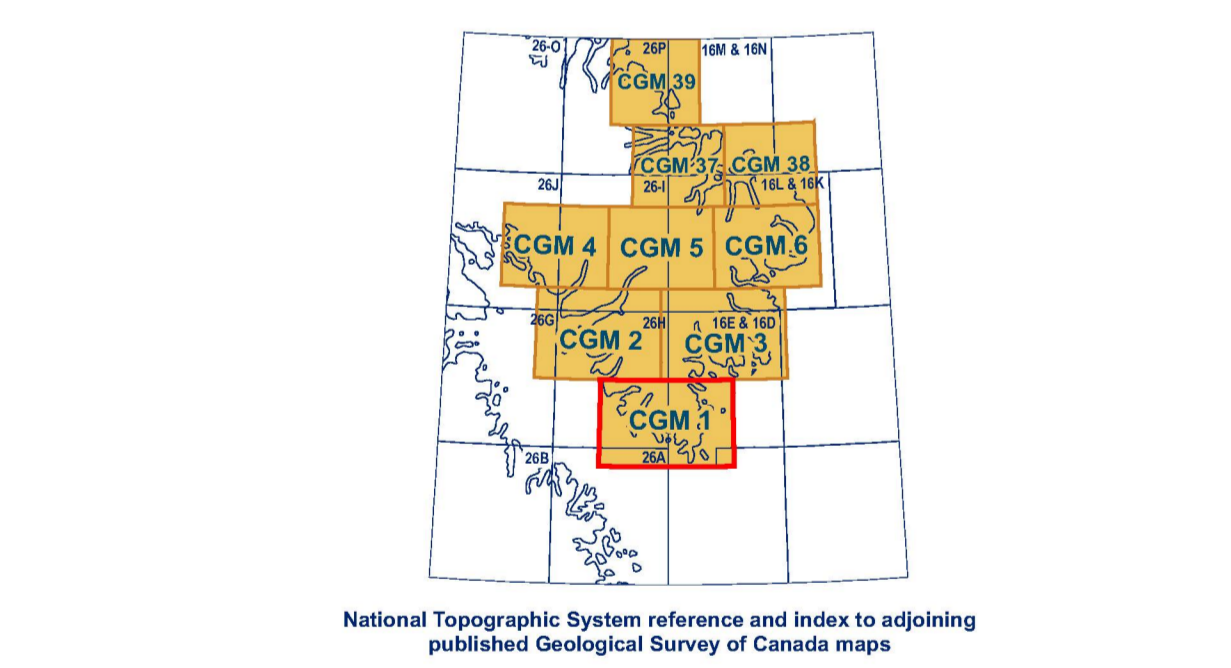 26-O
26P
16M & 16N
CGM 39
CGM 37
CGM 38
26J
26-I
16L & 16K
CGM 4
CGM 5
CGM 6
26G
26H
16E & 16D
CGM 2
CGM 3
CGM 1
26B
26A
National Topographic System reference and index to adjoining
published Geological Survey of Canada maps